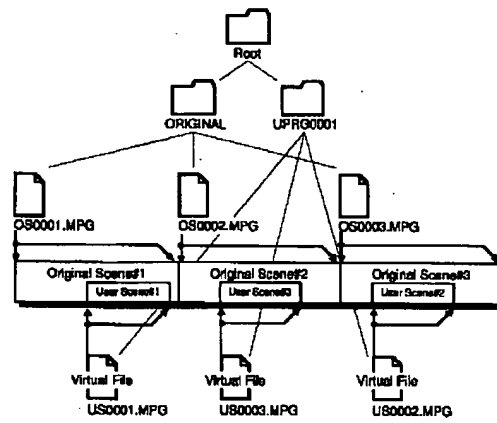 Root
ORIGINAL
UPRG0001
OS0001.MPG
OS0002.MPG
OS0003.MPG
Original Scene#1
Original Scene#2
Original Scene#3
User Scene#1
User Scene#3
User Scene#2
Virtual File
Virtual File
Virtual File
US0001.MPG
US0003.MPG
US0002.MPG